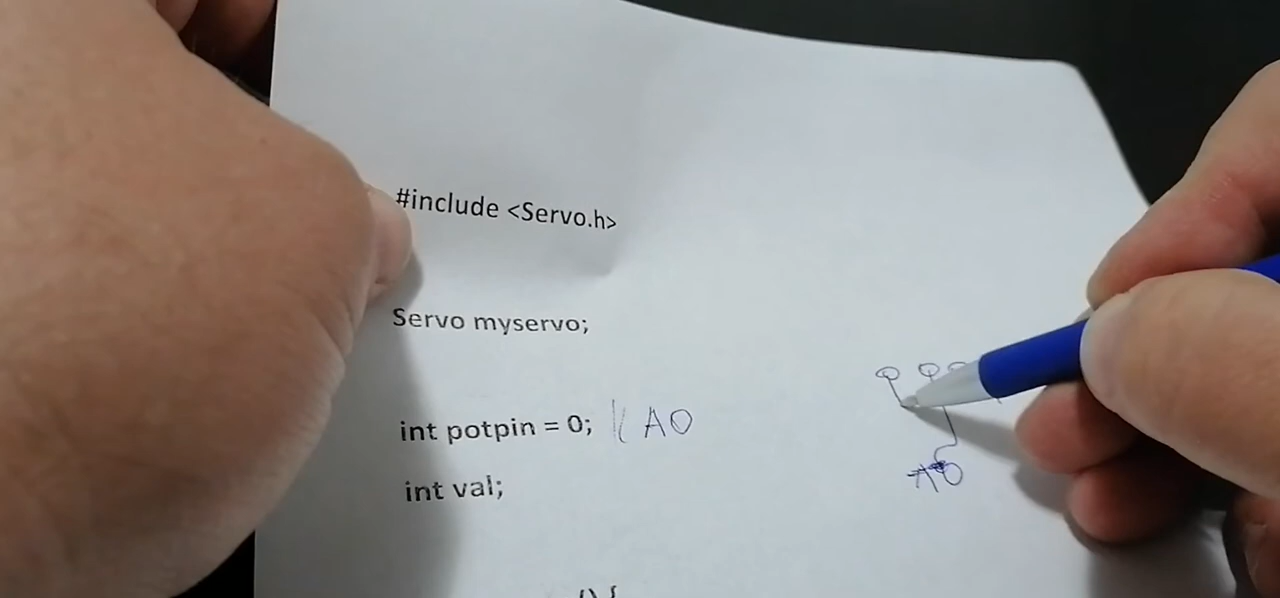 #include <Servo.h>
Servo myservo;
int potpin = 0; \\ A0
int val;
A0
() {